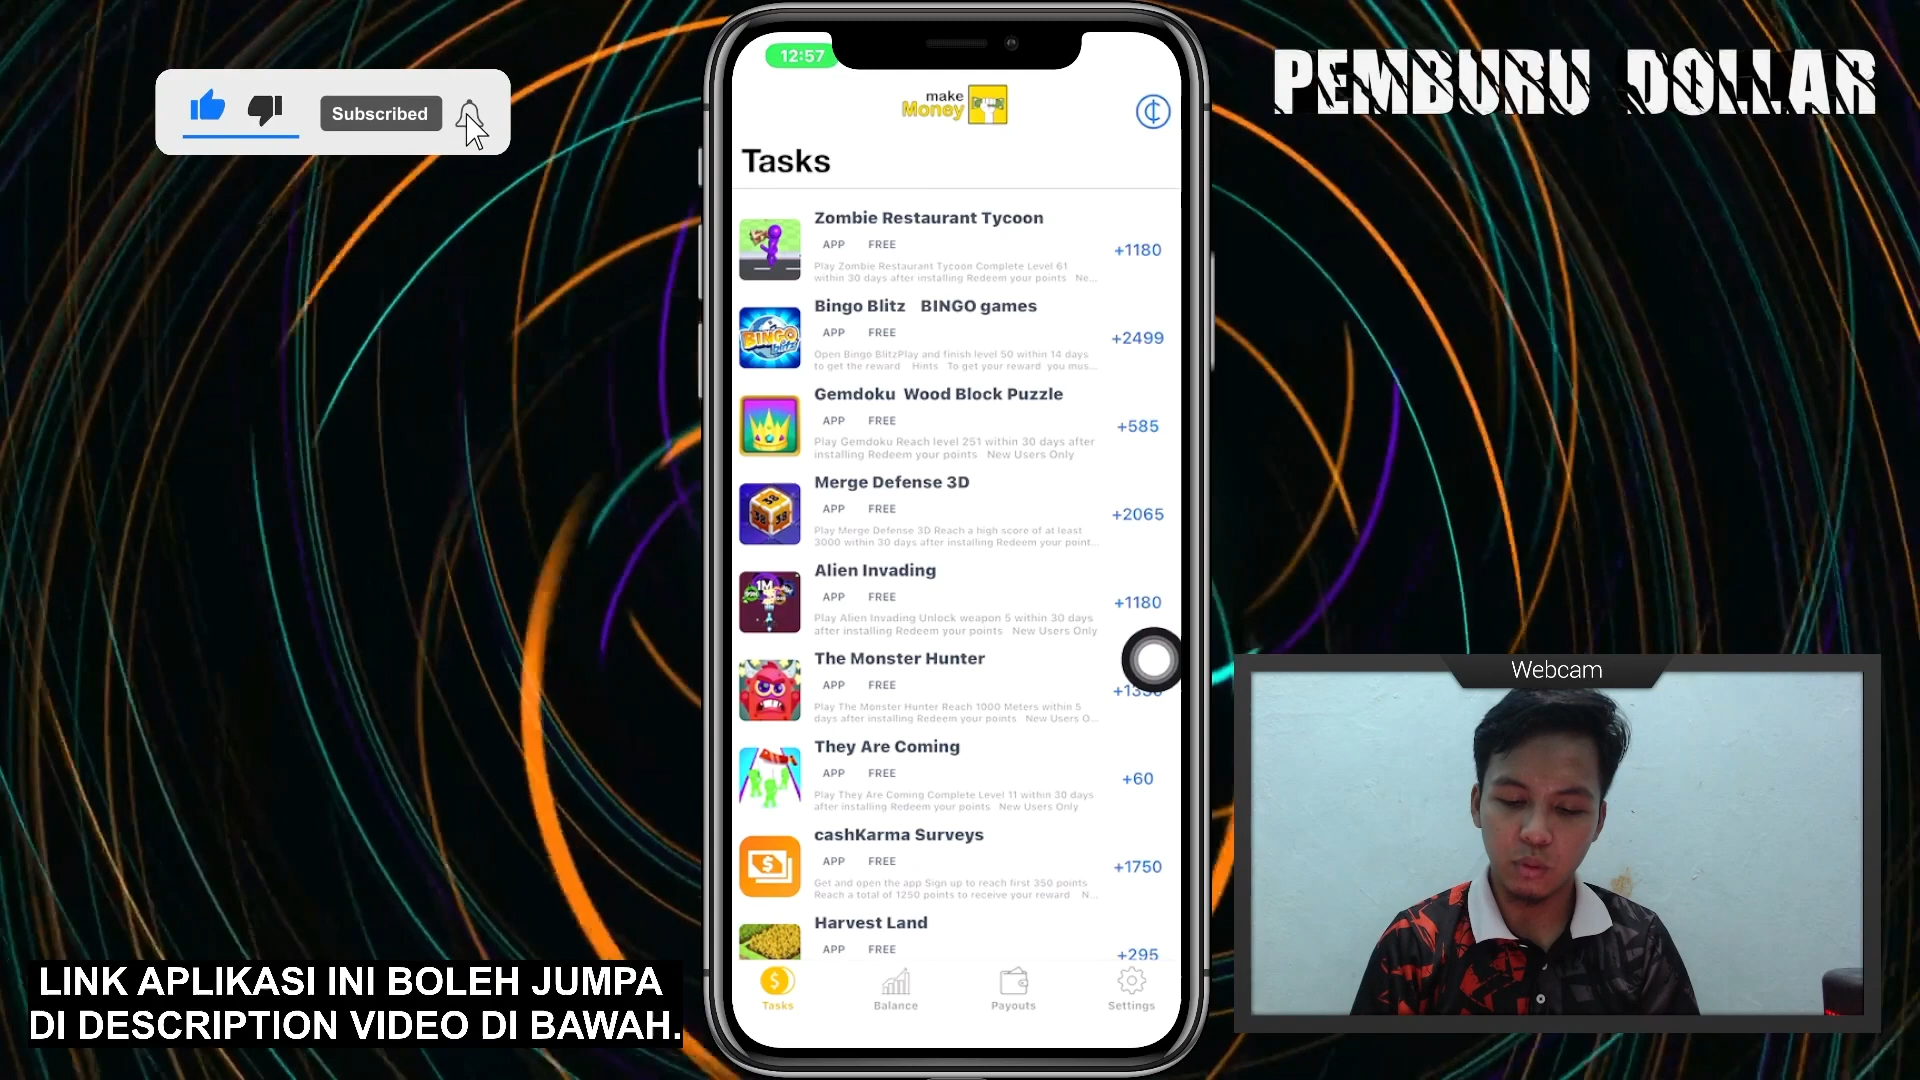 PEMBURU DOLLAR
Subscribed
12:57
make
Money
Tasks
Zombie Restaurant Tycoon
APP FREE
+1180
Play Zombie Restaurant Tycoon Complete Level 61
within 30 days after installing Redeem your points Ne...
Bingo Blitz BINGO games
APP FREE
+2499
Open Bingo BlitzPlay and finish level 50 within 14 days
to get the reward Hints To get your reward you mus...
Gemdoku Wood Block Puzzle
APP FREE
+585
Play Gemdoku Reach level 251 within 30 days after
installing Redeem your points New Users Only
Merge Defense 3D
APP FREE
+2065
Play Merge Defense 3D Reach a high score of at least
3000 within 30 days after installing Redeem your point...
Alien Invading
APP FREE
+1180
Play Alien Invading Unlock weapon 5 within 30 days
after installing Redeem your points New Users Only
The Monster Hunter
APP FREE
Play The Monster Hunter Reach 1000 Meters within 5
days after installing Redeem your points New Users O...
They Are Coming
APP FREE
+60
Play They Are Coming Complete Level 11 within 30 days
after installing Redeem your points New Users Only
cashKarma Surveys
APP FREE
+1750
Get and open the app Sign up to reach first 350 points
Reach a total of 1250 points to receive your reward N...
Harvest Land
APP FREE
+295
Tasks
Balance
Payouts
Settings
Webcam
LINK APLIKASI INI BOLEH JUMPA
DI DESCRIPTION VIDEO DI BAWAH.